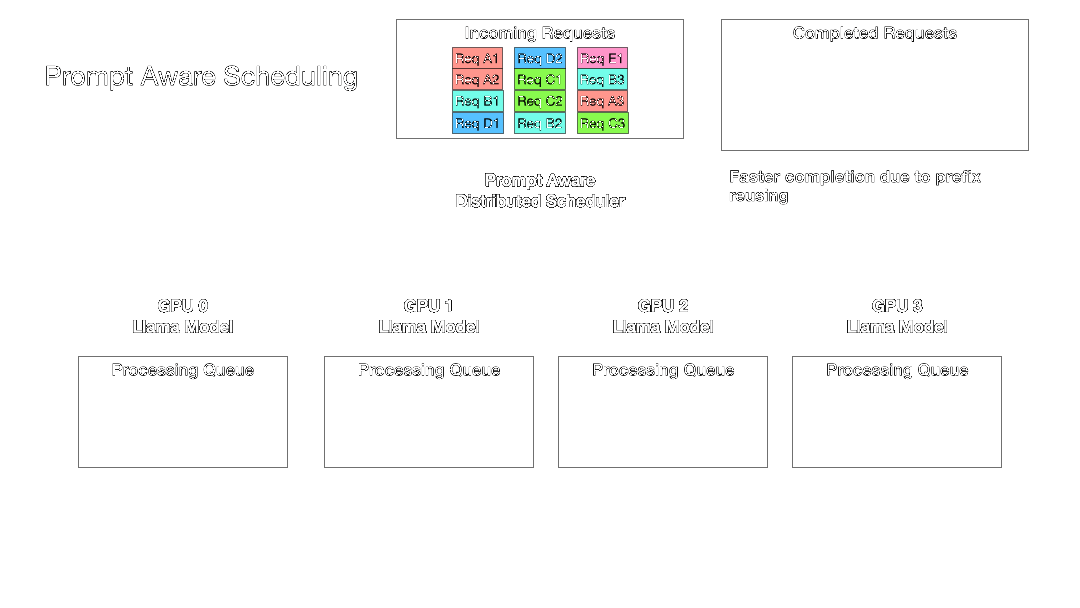 Prompt Aware Scheduling
Incoming Requests
Req A1
Req A2
Req B1
Req D1
Req D3
Req C1
Req C2
Req B2
Req E1
Req B3
Req A3
Req C3
Completed Requests
Prompt Aware
Distributed Scheduler
Faster completion due to prefix
reusing
GPU 0
Llama Model
Processing Queue
GPU 1
Llama Model
Processing Queue
GPU 2
Llama Model
Processing Queue
GPU 3
Llama Model
Processing Queue